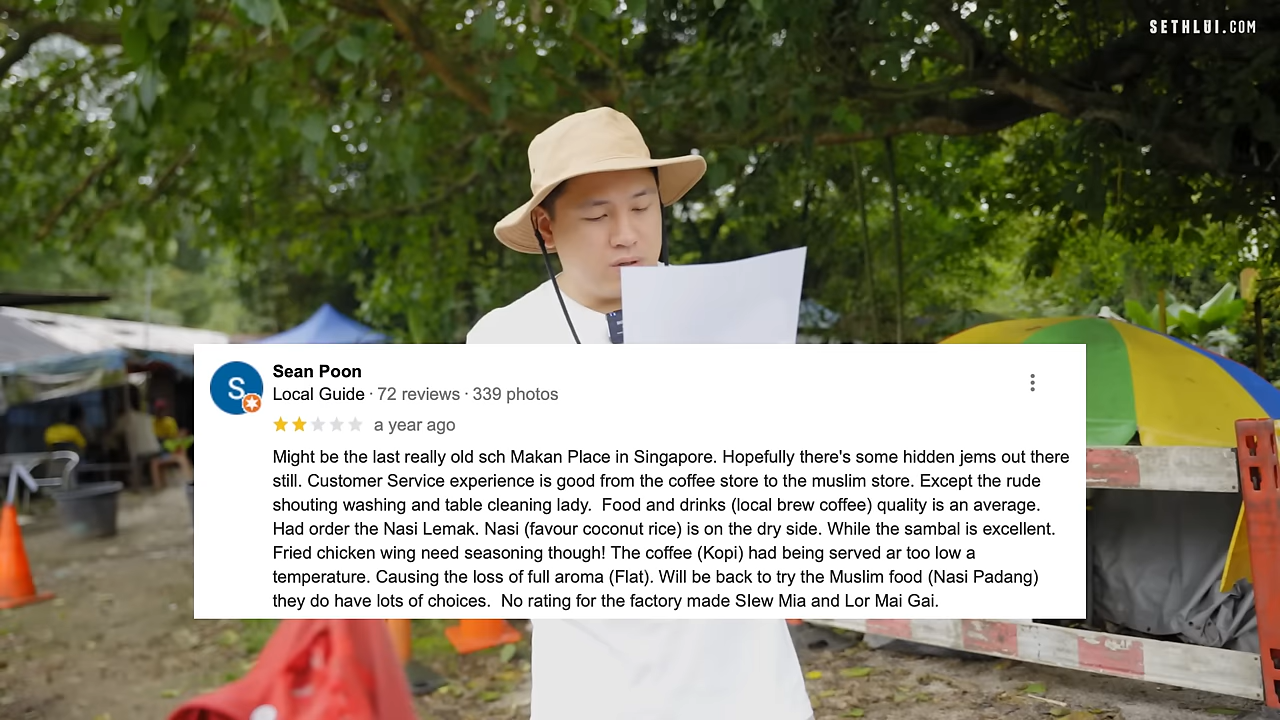 SETHLUI.COM
Sean Poon
Local Guide · 72 reviews · 339 photos
a year ago
Might be the last really old sch Makan Place in Singapore. Hopefully there's some hidden jems out there
still. Customer Service experience is good from the coffee store to the muslim store. Except the rude
shouting washing and table cleaning lady.  Food and drinks (local brew coffee) quality is an average.
Had order the Nasi Lemak. Nasi (favour coconut rice) is on the dry side. While the sambal is excellent.
Fried chicken wing need seasoning though! The coffee (Kopi) had being served ar too low a
temperature. Causing the loss of full aroma (Flat). Will be back to try the Muslim food (Nasi Padang)
they do have lots of choices.  No rating for the factory made SIew Mia and Lor Mai Gai.